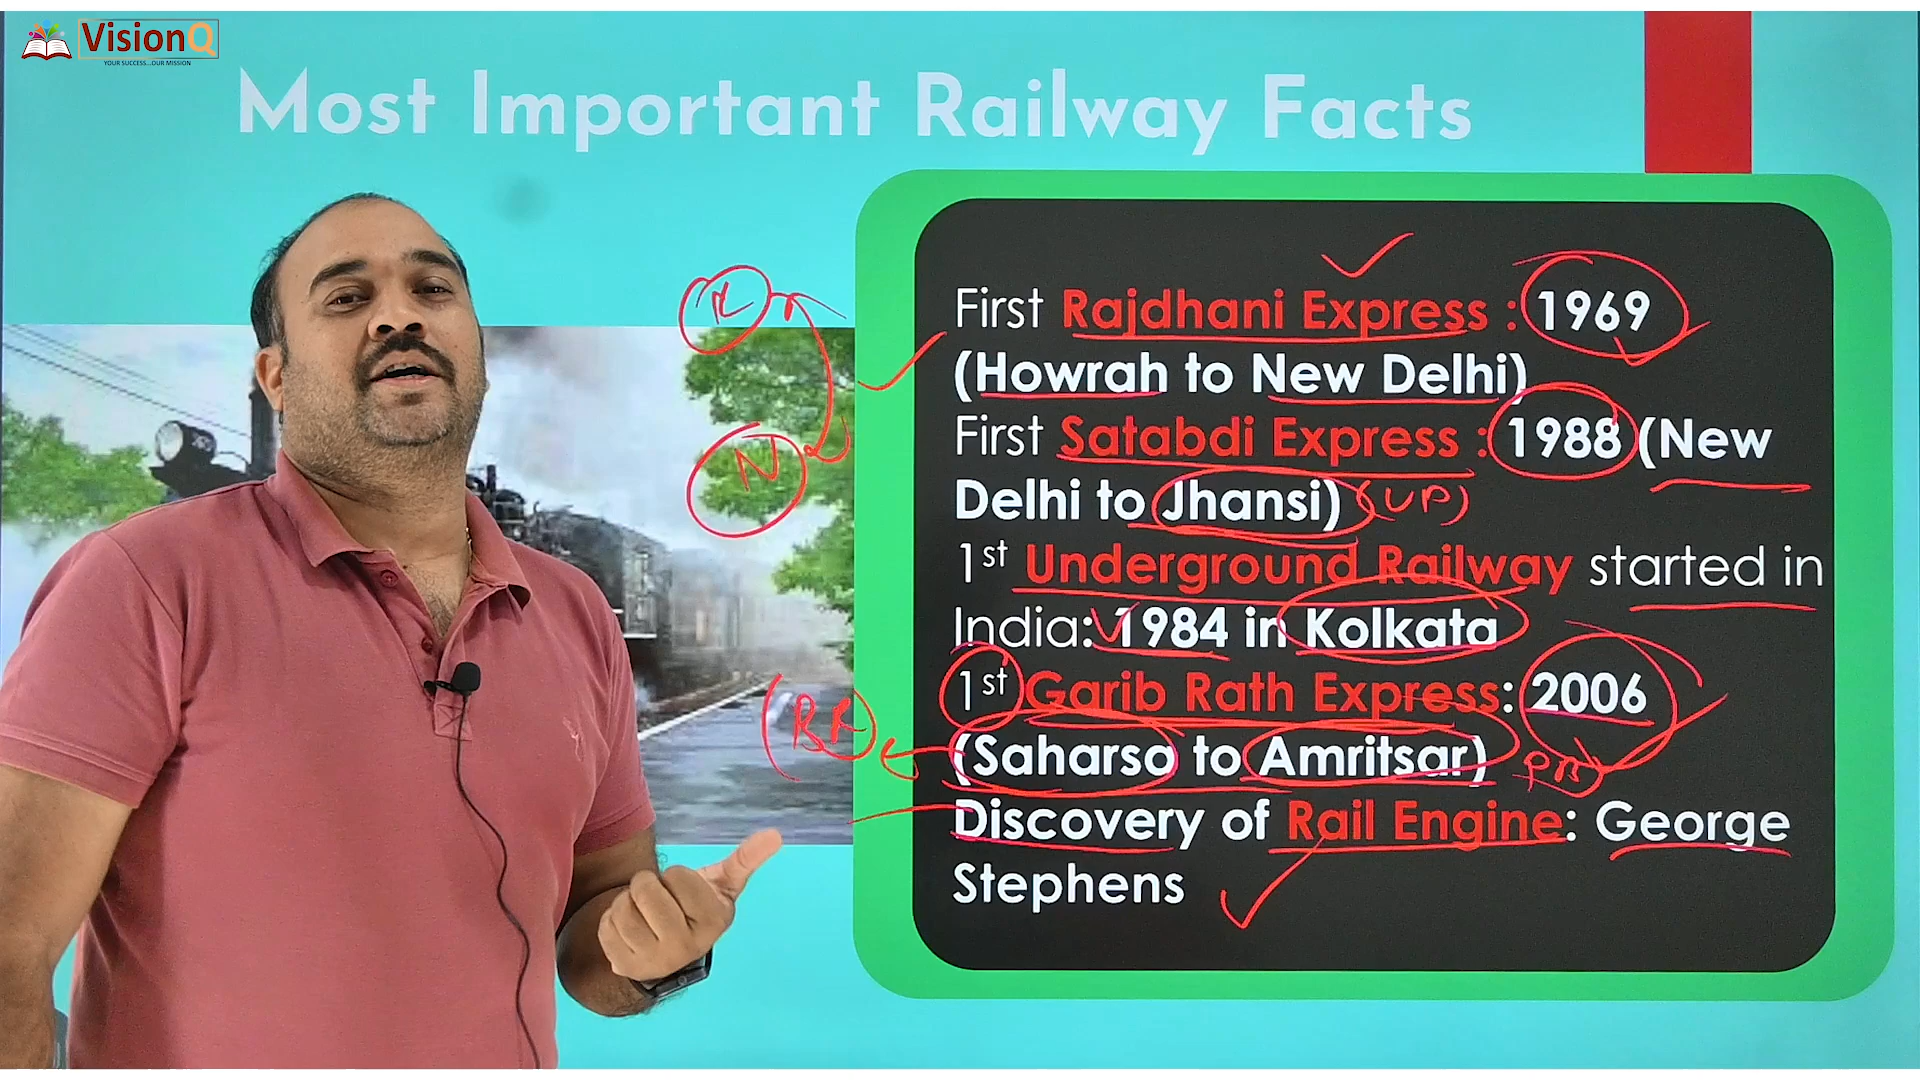 VisionQ
YOUR SUCCESS...OUR MISSION
Most Important Railway Facts
First Rajdhani Express : 1969
(Howrah to New Delhi)
First Satabdi Express : 1988 (New
Delhi to Jhansi) (UP)
1st Underground Railway started in
India: 1984 in Kolkata
1st Garib Rath Express: 2006
(Saharsa to Amritsar)
Discovery of Rail Engine: George
Stephens
N